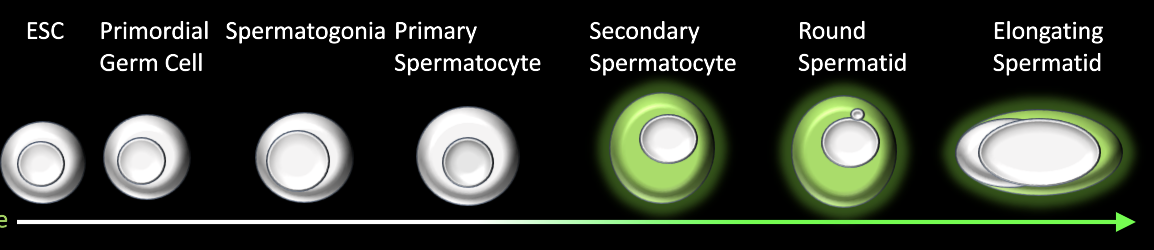 ESC
Primordial
Germ Cell
Spermatogonia
Primary
Spermatocyte
Secondary
Spermatocyte
Round
Spermatid
Elongating
Spermatid
e